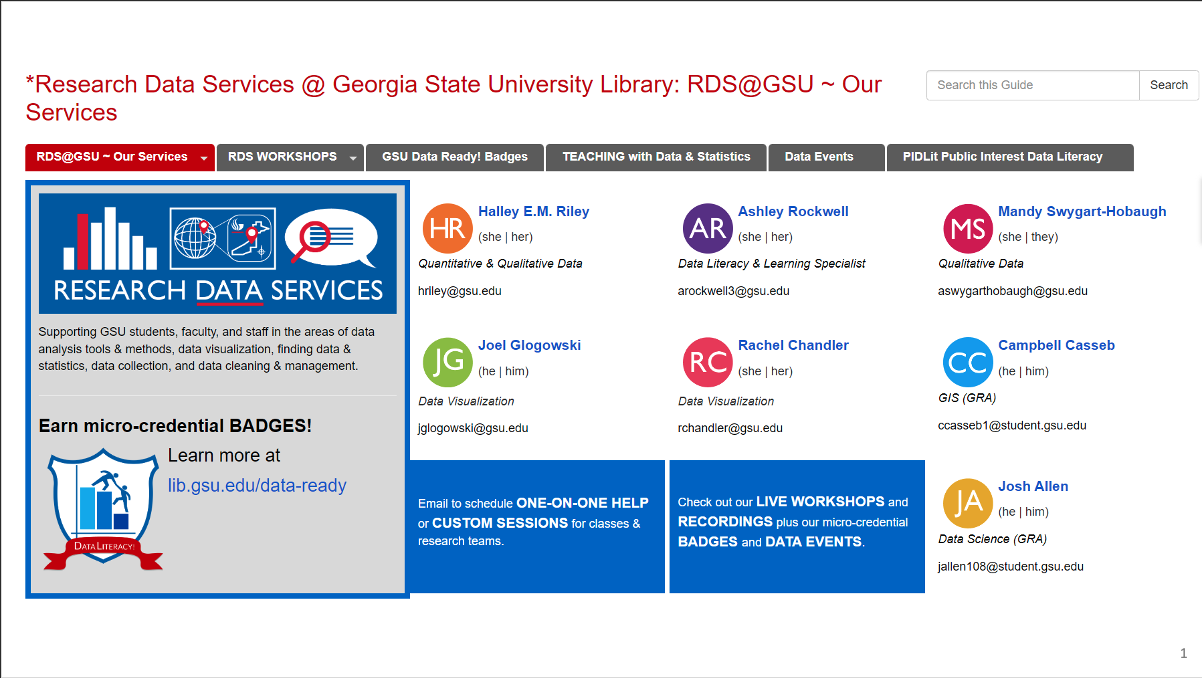 *Research Data Services @ Georgia State University Library: RDS@GSU ~ Our
Services
Search this Guide
Search
RDS@GSU ~ Our Services
RDS WORKSHOPS
GSU Data Ready! Badges
TEACHING with Data & Statistics
Data Events
PIDLit Public Interest Data Literacy
RESEARCH DATA SERVICES
Supporting GSU students, faculty, and staff in the areas of data
analysis tools & methods, data visualization, finding data &
statistics, data collection, and data cleaning & management.
Earn micro-credential BADGES!
Learn more at
lib.gsu.edu/data-ready
DATA LITERACY!
HR
Halley E.M. Riley
(she | her)
Quantitative & Qualitative Data
hriley@gsu.edu
AR
Ashley Rockwell
(she | her)
Data Literacy & Learning Specialist
arockwell3@gsu.edu
MS
Mandy Swygart-Hobaugh
(she | they)
Qualitative Data
aswygarthobaugh@gsu.edu
JG
Joel Glogowski
(he | him)
Data Visualization
jglogowski@gsu.edu
RC
Rachel Chandler
(she | her)
Data Visualization
rchandler@gsu.edu
CC
Campbell Casseb
(he | him)
GIS (GRA)
ccasseb1@student.gsu.edu
Email to schedule ONE-ON-ONE HELP
or CUSTOM SESSIONS for classes &
research teams.
Check out our LIVE WORKSHOPS and
RECORDINGS plus our micro-credential
BADGES and DATA EVENTS.
JA
Josh Allen
(he | him)
Data Science (GRA)
jallen108@student.gsu.edu
1